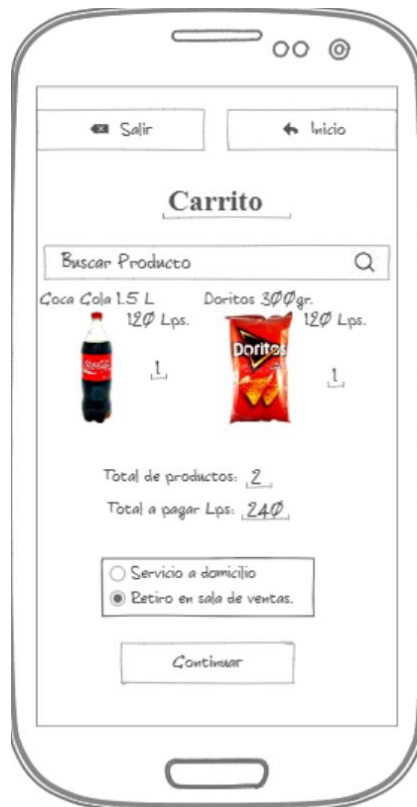 Salir
Inicio
Carrito
Buscar Producto
Coca Cola 1.5 L
120 Lps.
1
Doritos 300gr.
120 Lps.
Doritos
1
Total de productos: 2
Total a pagar Lps: 240
Servicio a domicilio
Retiro en sala de ventas.
Continuar